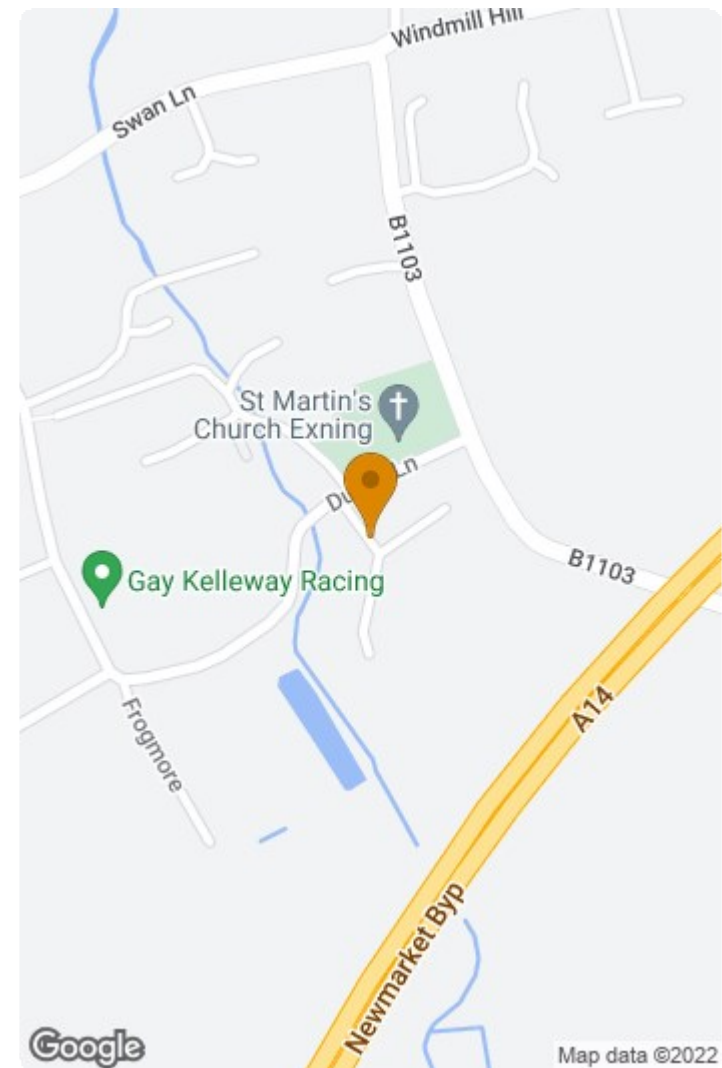 Windmill Hill
Swan Ln
B1103
St Martin's
Church Exning
Ln
Gay Kelleway Racing
B1103
A14
Frogmore
Newmarket Byp
Google
Map data ©2022